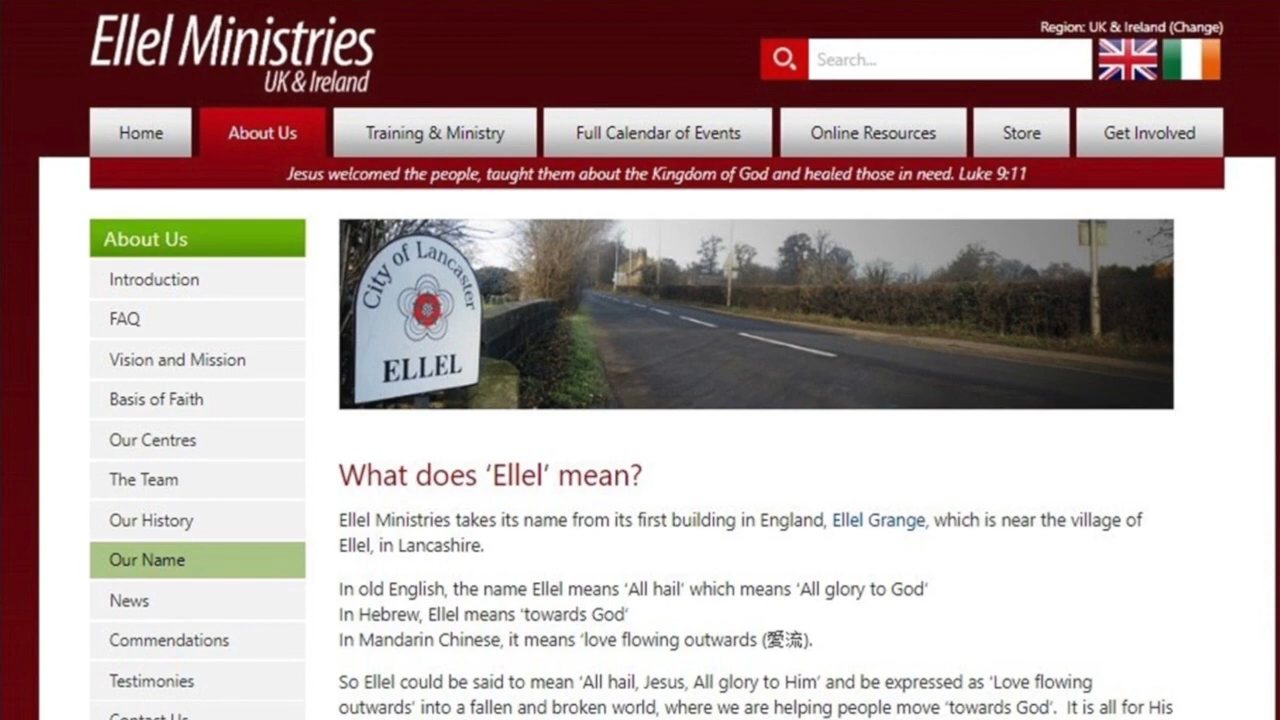 Ellel Ministries
UK & Ireland
Region: UK & Ireland (Change)
Search...
Home
About Us
Training & Ministry
Full Calendar of Events
Online Resources
Store
Get Involved
Jesus welcomed the people, taught them about the Kingdom of God and healed those in need. Luke 9:11
About Us
Introduction
FAQ
Vision and Mission
Basis of Faith
Our Centres
The Team
Our History
Our Name
News
Commendations
Testimonies
Contact Us
City of Lancaster
ELLEL
What does ‘Ellel’ mean?
Ellel Ministries takes its name from its first building in England, Ellel Grange, which is near the village of
Ellel, in Lancashire.
In old English, the name Ellel means ‘All hail’ which means ‘All glory to God’
In Hebrew, Ellel means ‘towards God’
In Mandarin Chinese, it means ‘love flowing outwards (愛流).
So Ellel could be said to mean ‘All hail, Jesus, All glory to Him’ and be expressed as ‘Love flowing
outwards’ into a fallen and broken world, where we are helping people move ‘towards God’. It is all for His